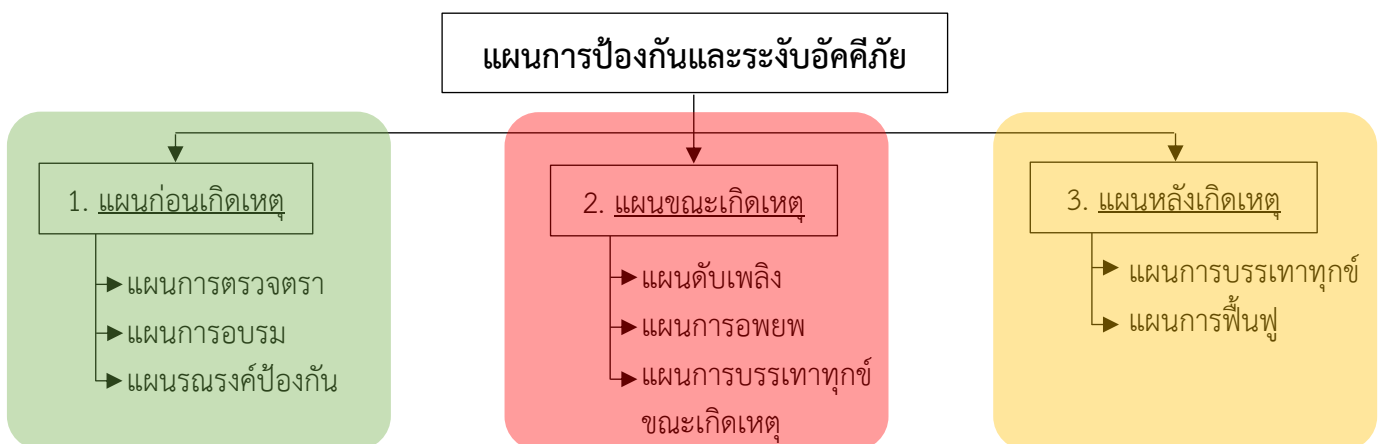 แผนการป้องกันและระงับอัคคีภัย
1. แผนก่อนเกิดเหตุ
แผนการตรวจตรา
แผนการอบรม
แผนรณรงค์ป้องกัน
2. แผนขณะเกิดเหตุ
แผนดับเพลิง
แผนการอพยพ
แผนการบรรเทาทุกข์
ขณะเกิดเหตุ
3. แผนหลังเกิดเหตุ
แผนการบรรเทาทุกข์
แผนการฟื้นฟู